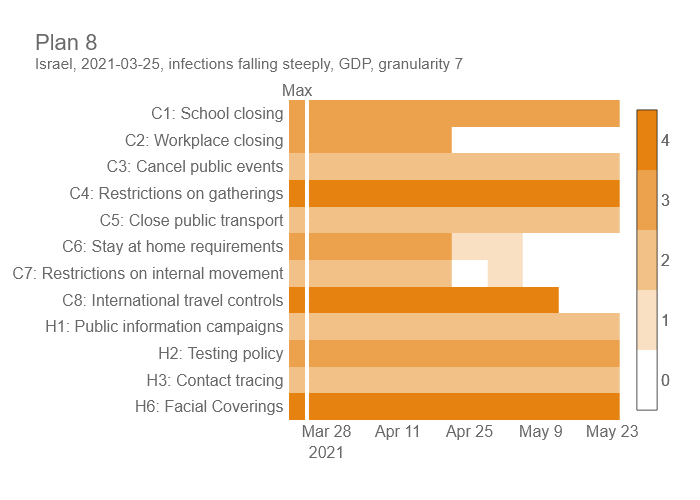 Plan 8
Israel, 2021-03-25, infections falling steeply, GDP, granularity 7
Max
C1: School closing
C2: Workplace closing
C3: Cancel public events
C4: Restrictions on gatherings
C5: Close public transport
C6: Stay at home requirements
C7: Restrictions on internal movement
C8: International travel controls
H1: Public information campaigns
H2: Testing policy
H3: Contact tracing
H6: Facial Coverings
4
3
2
1
0
Mar 28 Apr 11 Apr 25 May 9 May 23
2021